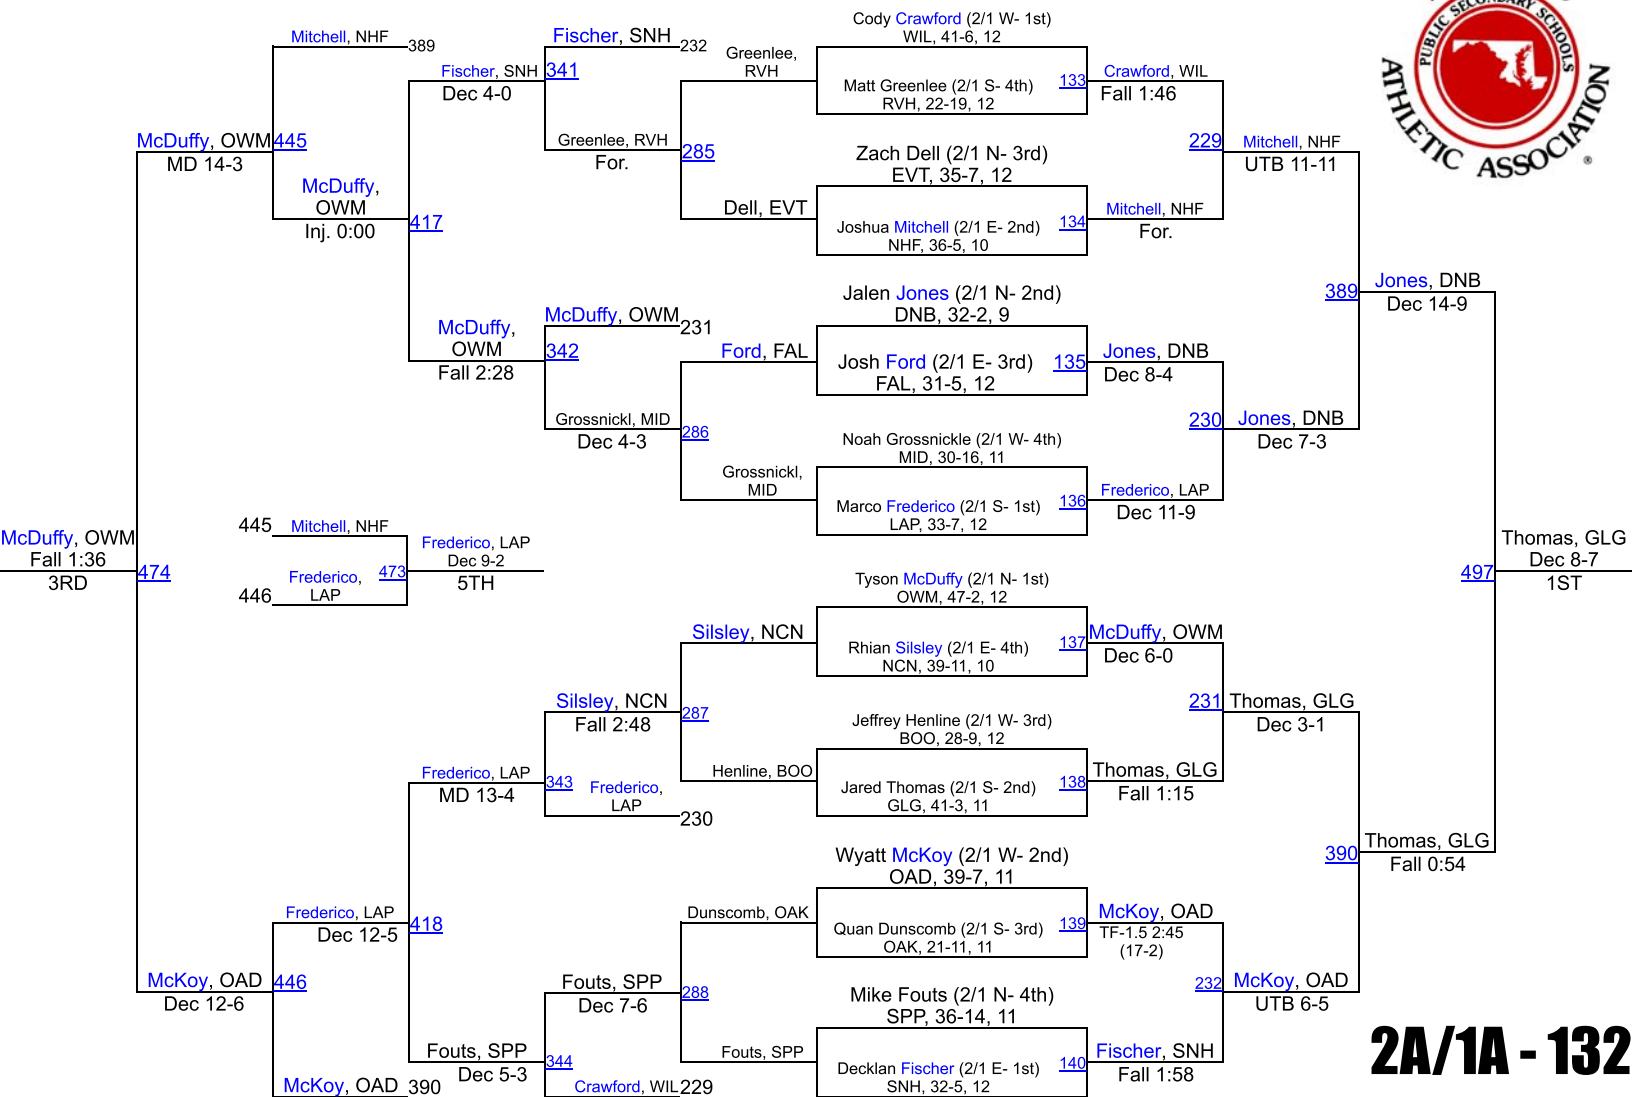 PUBLIC SECONDARY SCHOOLS
ATHLETIC ASSOCIATION
®
Mitchell, NHF
389
Fischer, SNH
Dec 4-0
341
Fischer, SNH
232
Greenlee, RVH
For.
McDuffy, OWM
MD 14-3
445
McDuffy,
OWM
Inj. 0:00
417
McDuffy,
OWM
Fall 2:28
342
McDuffy, OWM
231
Grossnickl, MID
Dec 4-3
Greenlee,
RVH
285
Dell, EVT
Ford, FAL
286
Grossnickl,
MID
Cody Crawford (2/1 W- 1st)
WIL, 41-6, 12
Matt Greenlee (2/1 S- 4th)
RVH, 22-19, 12
133
Crawford, WIL
Fall 1:46
Zach Dell (2/1 N- 3rd)
EVT, 35-7, 12
Joshua Mitchell (2/1 E- 2nd)
NHF, 36-5, 10
134
Mitchell, NHF
For.
229
Mitchell, NHF
UTB 11-11
Jalen Jones (2/1 N- 2nd)
DNB, 32-2, 9
Josh Ford (2/1 E- 3rd)
FAL, 31-5, 12
135
Jones, DNB
Dec 8-4
Noah Grossnickle (2/1 W- 4th)
MID, 30-16, 11
Marco Frederico (2/1 S- 1st)
LAP, 33-7, 12
136
Frederico, LAP
Dec 11-9
230
Jones, DNB
Dec 7-3
389
Jones, DNB
Dec 14-9
McDuffy, OWM
Fall 1:36
3RD
474
445
Mitchell, NHF
446
Frederico,
LAP
473
Frederico, LAP
Dec 9-2
5TH
497
Thomas, GLG
Dec 8-7
1ST
Tyson McDuffy (2/1 N- 1st)
OWM, 47-2, 12
Rhian Silsley (2/1 E- 4th)
NCN, 39-11, 10
137
McDuffy, OWM
Dec 6-0
Jeffrey Henline (2/1 W- 3rd)
BOO, 28-9, 12
Jared Thomas (2/1 S- 2nd)
GLG, 41-3, 11
138
Thomas, GLG
Fall 1:15
231
Thomas, GLG
Dec 3-1
Silsley, NCN
287
Henline, BOO
Silsley, NCN
Fall 2:48
343
Frederico,
LAP
230
Frederico, LAP
MD 13-4
Wyatt McKoy (2/1 W- 2nd)
OAD, 39-7, 11
Quan Dunscomb (2/1 S- 3rd)
OAK, 21-11, 11
139
McKoy, OAD
TF-1.5 2:45
(17-2)
Mike Fouts (2/1 N- 4th)
SPP, 36-14, 11
Decklan Fischer (2/1 E- 1st)
SNH, 32-5, 12
140
Fischer, SNH
Fall 1:58
232
McKoy, OAD
UTB 6-5
390
Thomas, GLG
Fall 0:54
Dunscomb, OAK
288
Fouts, SPP
Fouts, SPP
Dec 7-6
344
Crawford, WIL
229
Frederico, LAP
Dec 12-5
418
Fouts, SPP
Dec 5-3
McKoy, OAD
Dec 12-6
446
McKoy, OAD
390
2A/1A - 132